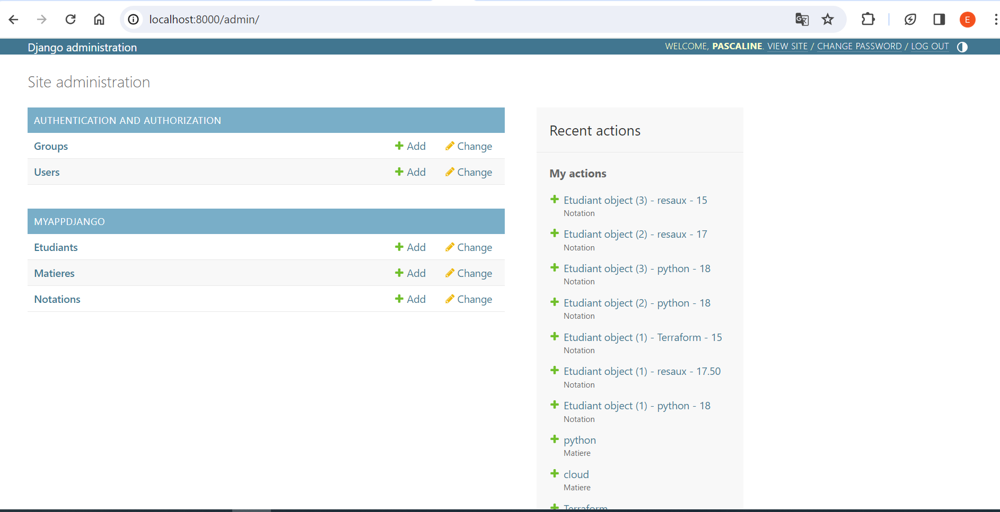 localhost:8000/admin/
E
Django administration
WELCOME, PASCALINE. VIEW SITE / CHANGE PASSWORD / LOG OUT
Site administration
AUTHENTICATION AND AUTHORIZATION
Groups Add Change
Users Add Change
MYAPPDJANGO
Etudiants Add Change
Matieres Add Change
Notations Add Change
Recent actions
My actions
Etudiant object (3) - resaux - 15
Notation
Etudiant object (2) - resaux - 17
Notation
Etudiant object (3) - python - 18
Notation
Etudiant object (2) - python - 18
Notation
Etudiant object (1) - Terraform - 15
Notation
Etudiant object (1) - resaux - 17.50
Notation
Etudiant object (1) - python - 18
Notation
python
Matiere
cloud
Matiere
Terraform